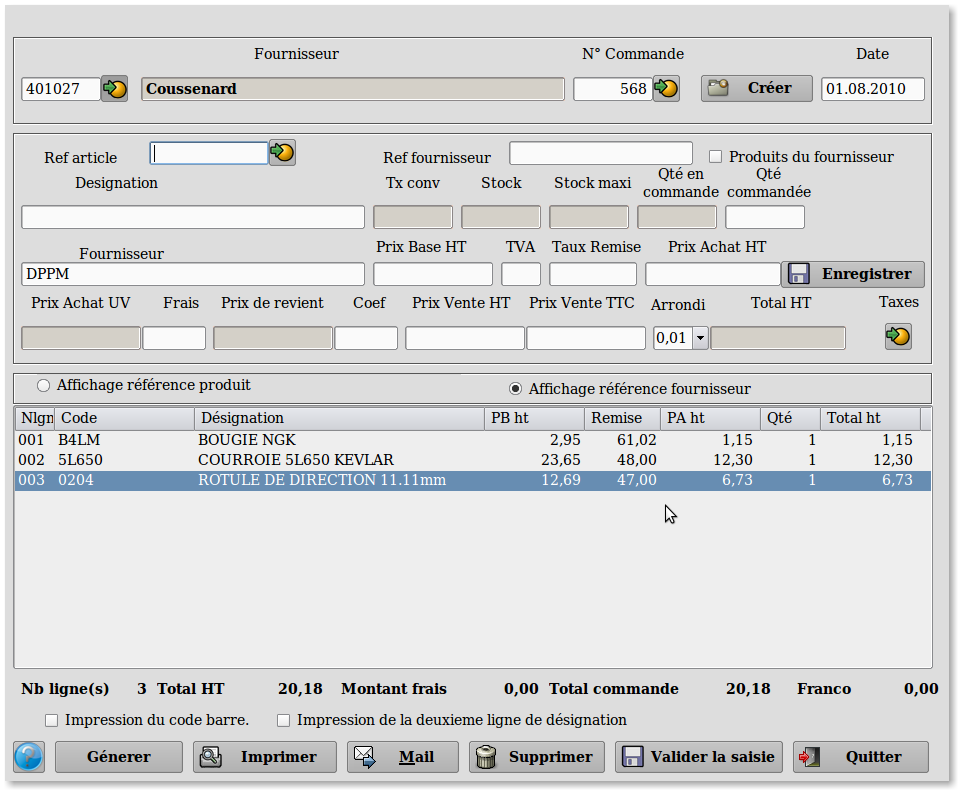 Fournisseur N° Commande Date
401027 Coussenard 568 Créer 01.08.2010
Ref article Ref fournisseur Produits du fournisseur
Designation Tx conv Stock Stock maxi Qté en commande Qté commandée
Fournisseur Prix Base HT TVA Taux Remise Prix Achat HT
DPPM Enregistrer
Prix Achat UV Frais Prix de revient Coef Prix Vente HT Prix Vente TTC Arrondi Total HT Taxes
0,01
Affichage référence produit Affichage référence fournisseur
Nlgn Code Désignation PB ht Remise PA ht Qté Total ht
001 B4LM BOUGIE NGK 2,95 61,02 1,15 1 1,15
002 5L650 COURROIE 5L650 KEVLAR 23,65 48,00 12,30 1 12,30
003 0204 ROTULE DE DIRECTION 11.11mm 12,69 47,00 6,73 1 6,73
Nb ligne(s) 3 Total HT 20,18 Montant frais 0,00 Total commande 20,18 Franco 0,00
Impression du code barre. Impression de la deuxieme ligne de désignation
? Génerer Imprimer Mail Supprimer Valider la saisie Quitter